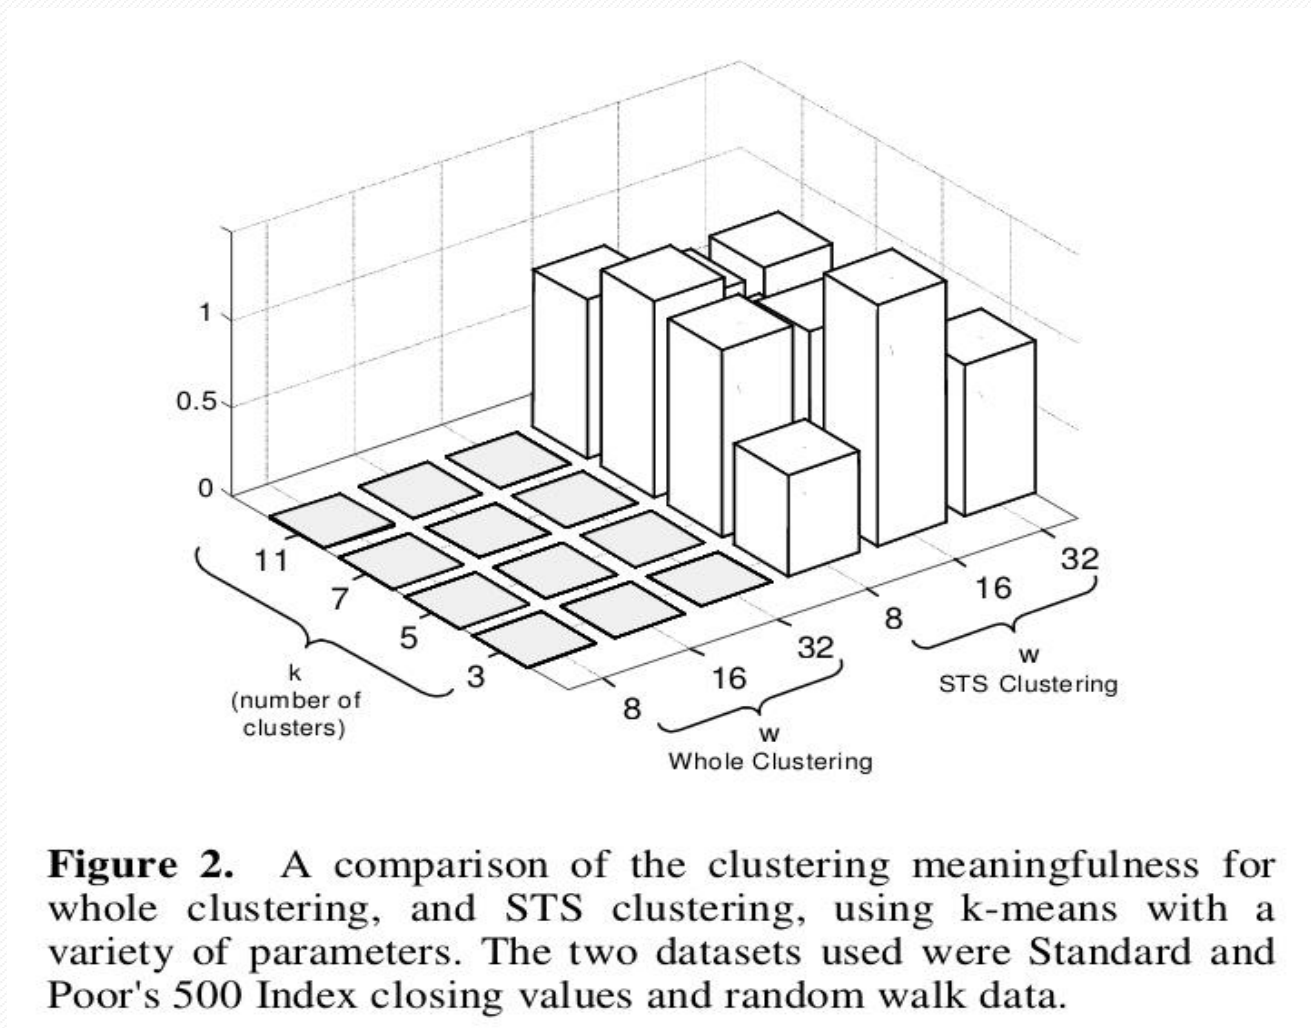 1
0.5
0
11
7
5
3
k
(number of
clusters)
8
16
32
w
Whole Clustering
8
16
32
w
STS Clustering
Figure 2. A comparison of the clustering meaningfulness for
whole clustering, and STS clustering, using k-means with a
variety of parameters. The two datasets used were Standard and
Poor's 500 Index closing values and random walk data.